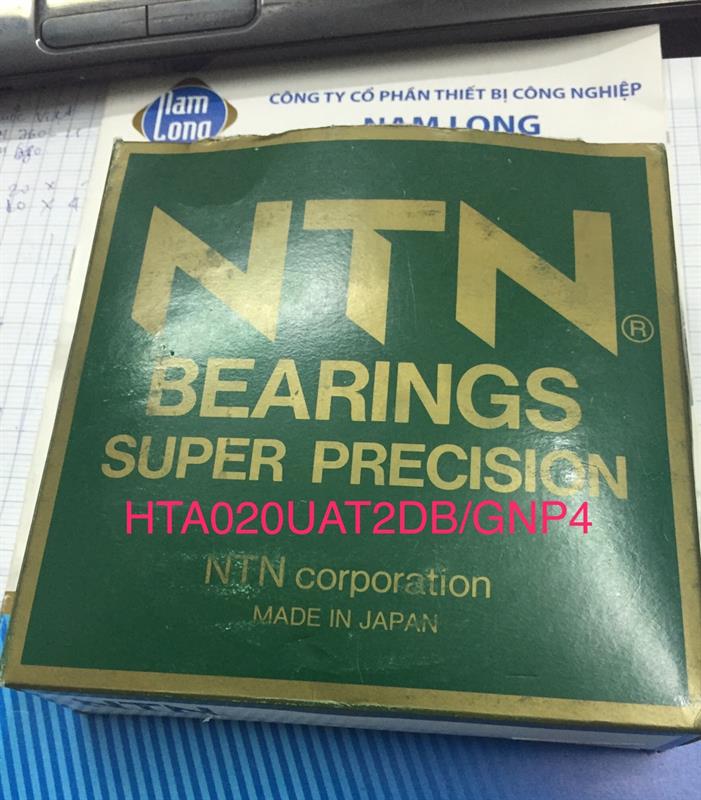 Nam
Long
CÔNG TY CỔ PHẦN THIẾT BỊ CÔNG NGHIỆP
NAM LONG
NTN®
BEARINGS
SUPER PRECISION
HTA020UAT2DB/GNP4
NTN corporation
MADE IN JAPAN
NTN